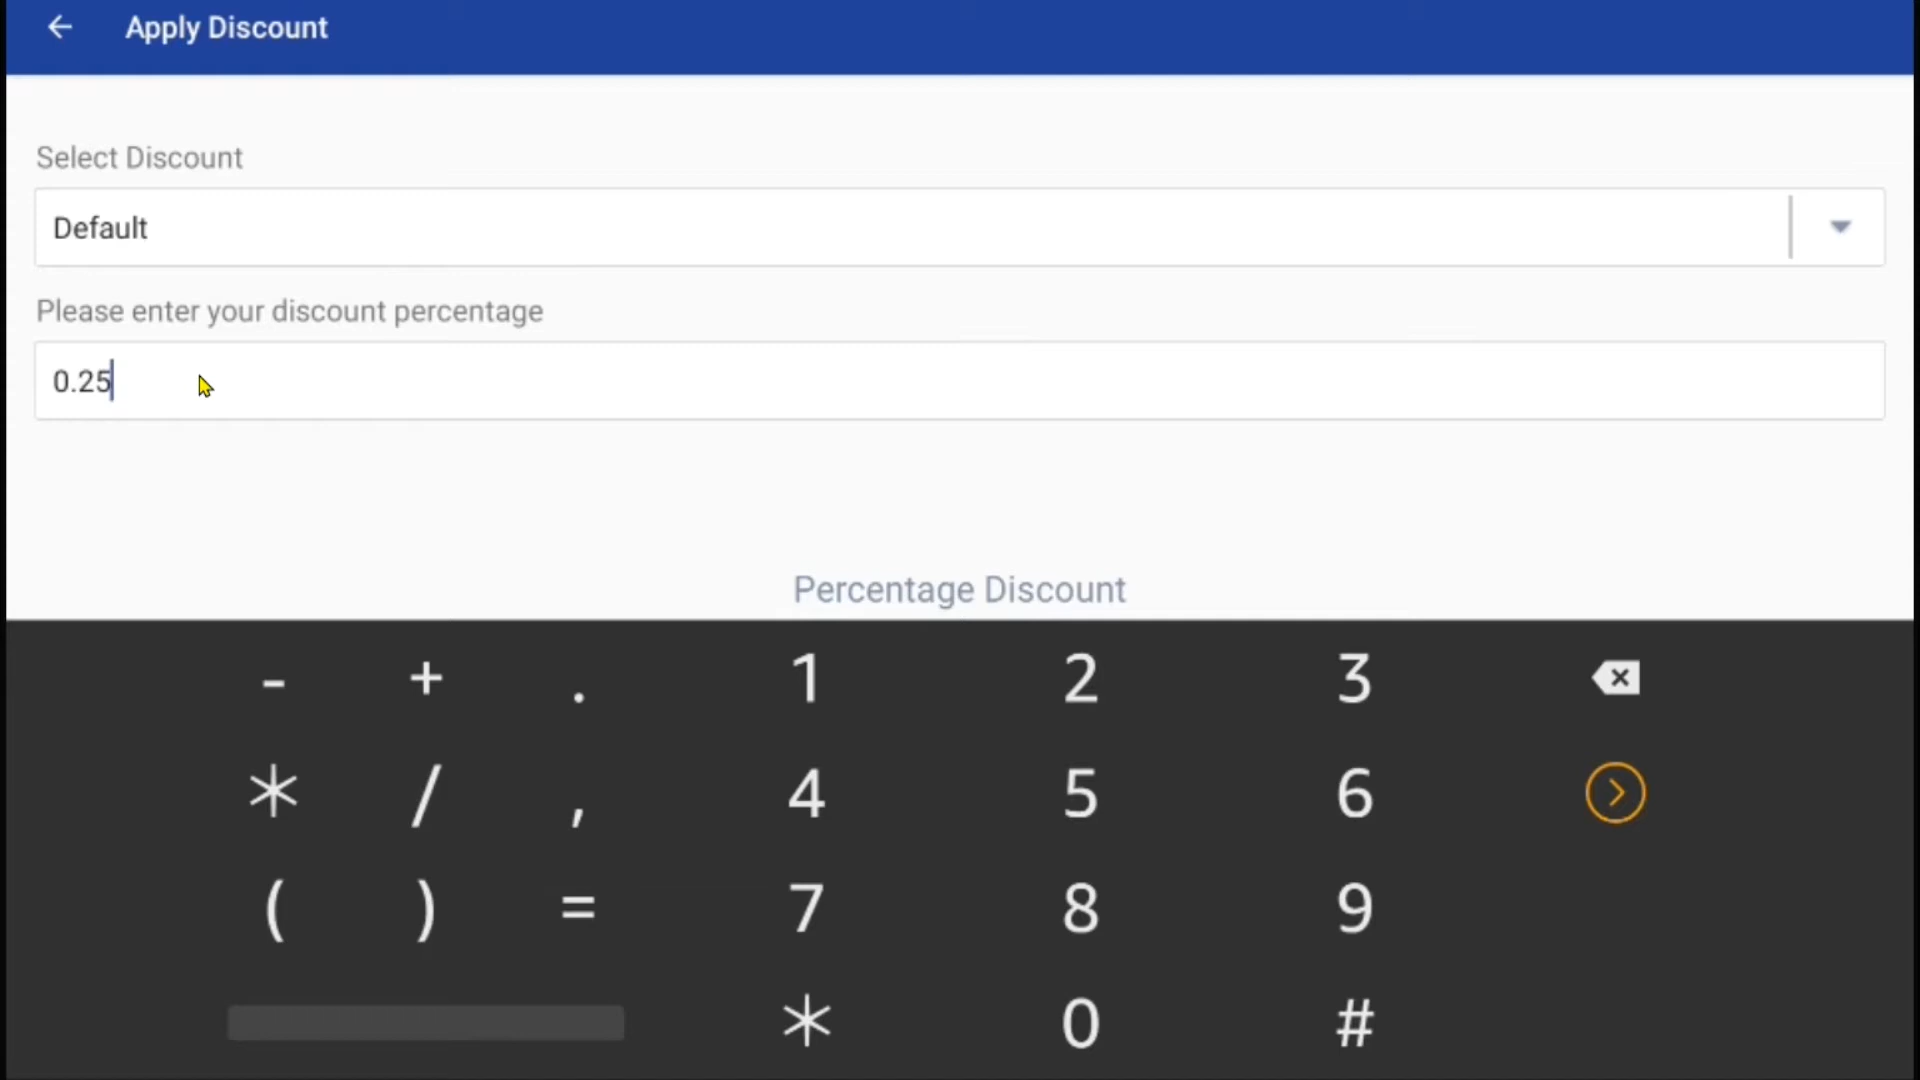 Apply Discount
Select Discount
Default
Please enter your discount percentage
0.25
Percentage Discount
- + . 1 2 3
* / , 4 5 6
( ) = 7 8 9
* 0 #